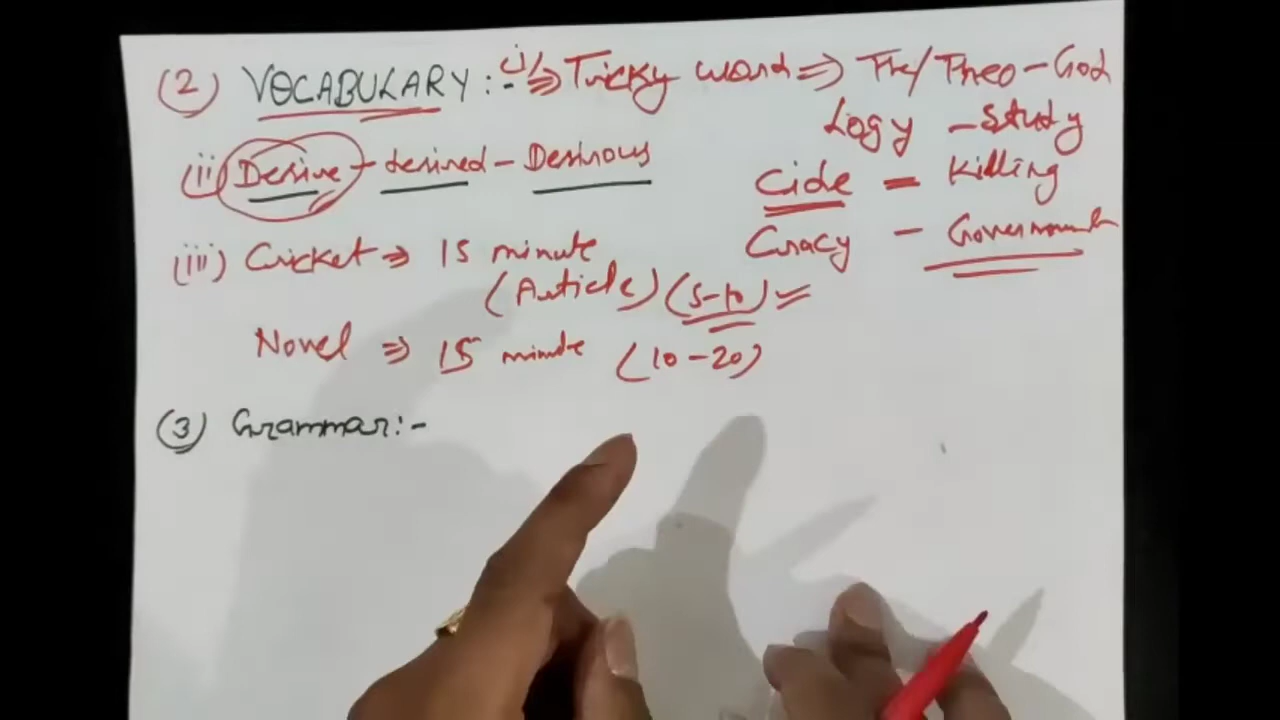 (2) VOCABULARY :- (i) ⇒ Tricky word ⇒ The/Theo - God
Logy - Study
(ii) Desire - desired - Desirous
Cide = Killing
Cracy - Government
(iii) Cricket ⇒ 15 minute
(Article) (5-10)
Novel ⇒ 15 minute (10-20)
(3) Grammar:-